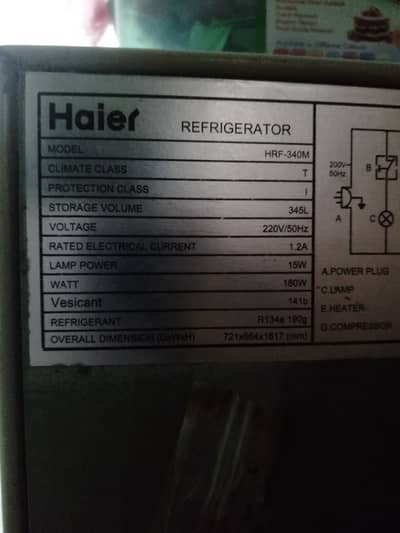 Haier REFRIGERATOR
MODEL HRF-340M
CLIMATE CLASS T
PROTECTION CLASS I
STORAGE VOLUME 345L
VOLTAGE 220V/50Hz
RATED ELECTRICAL CURRENT 1.2A
LAMP POWER 15W
WATT 180W
Vesicant 141b
REFRIGERANT R134a 190g
OVERALL DIMENSION (DxWxH) 721x664x1617 (mm)
200V-
50Hz
B
A
C
A.POWER PLUG
C.LAMP
E.HEATER
G.COMPRESSOR